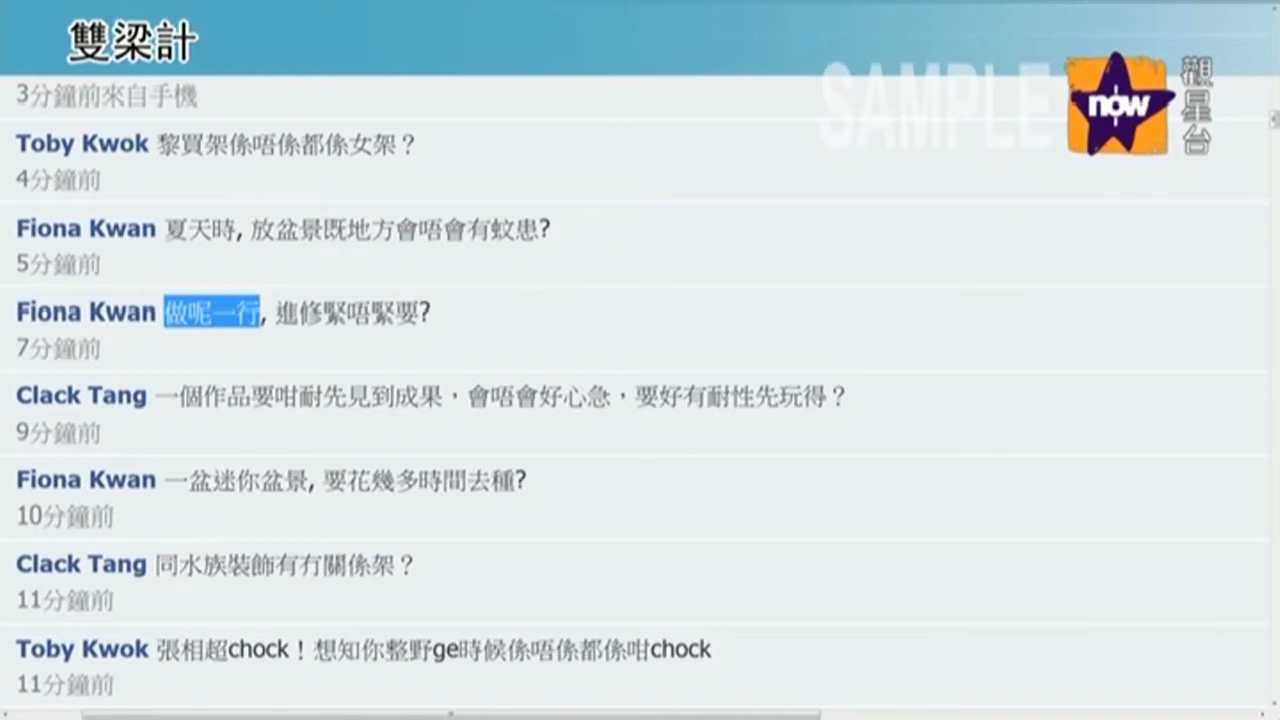 雙梁計
SAMPLE
now
觀星台
3分鐘前來自手機
Toby Kwok 黎買架係唔係都係女架？
4分鐘前
Fiona Kwan 夏天時, 放盆景既地方會唔會有蚊患?
5分鐘前
Fiona Kwan 做呢一行, 進修緊唔緊要?
7分鐘前
Clack Tang 一個作品要咁耐先見到成果，會唔會好心急，要好有耐性先玩得？
9分鐘前
Fiona Kwan 一盆迷你盆景, 要花幾多時間去種?
10分鐘前
Clack Tang 同水族裝飾有冇關係架？
11分鐘前
Toby Kwok 張相超chock！想知你整野ge時候係唔係都係咁chock
11分鐘前